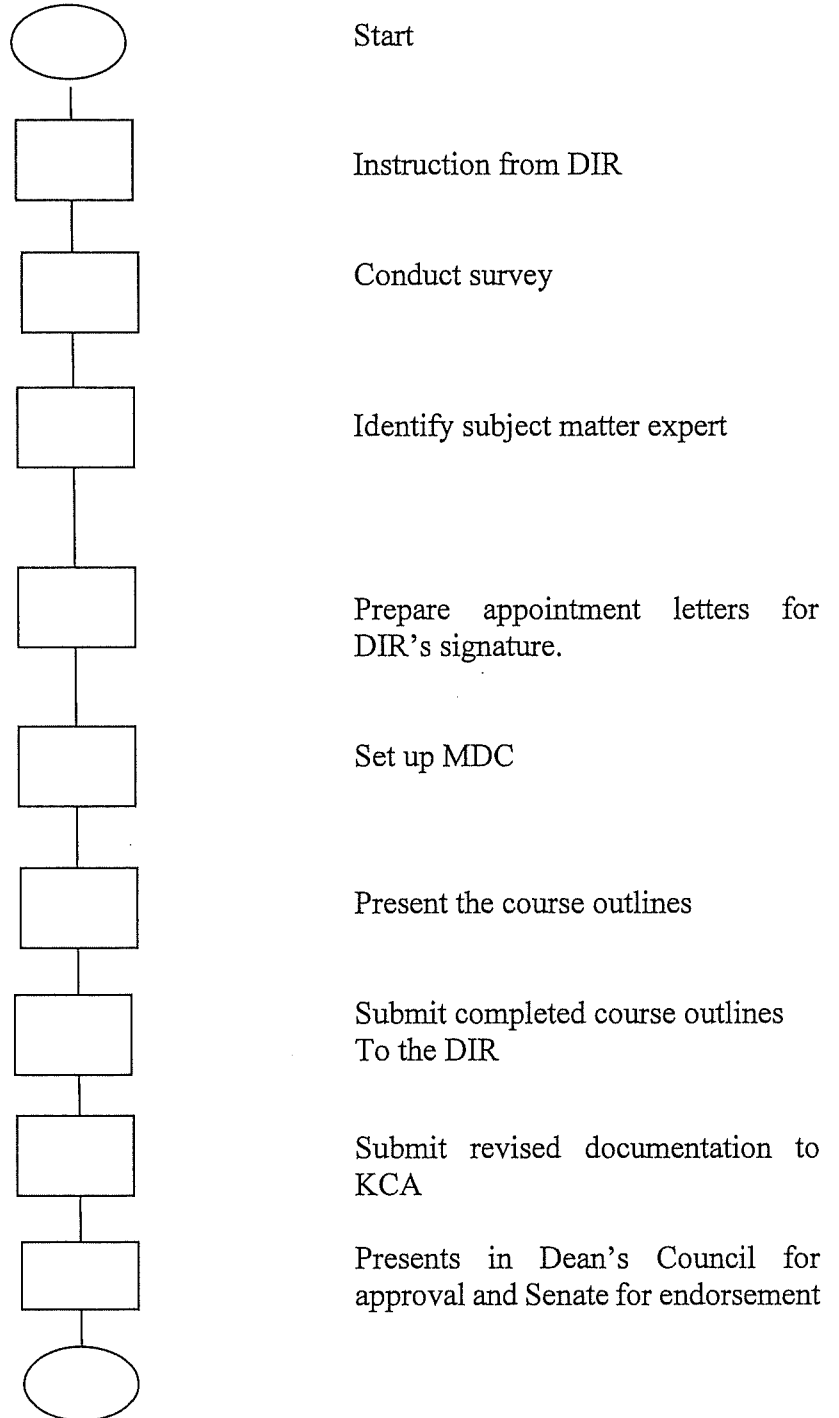 Start
Instruction from DIR
Conduct survey
Identify subject matter expert
Prepare appointment letters for
DIR's signature.
Set up MDC
Present the course outlines
Submit completed course outlines
To the DIR
Submit revised documentation to
KCA
Presents in Dean's Council for
approval and Senate for endorsement